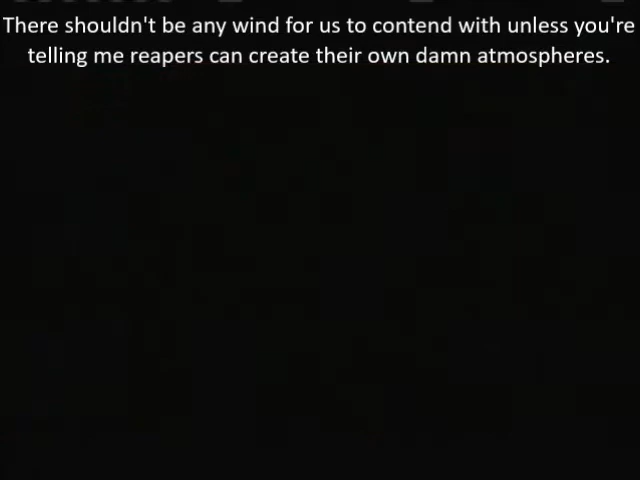 There shouldn't be any wind for us to contend with unless you're
telling me reapers can create their own damn atmospheres.